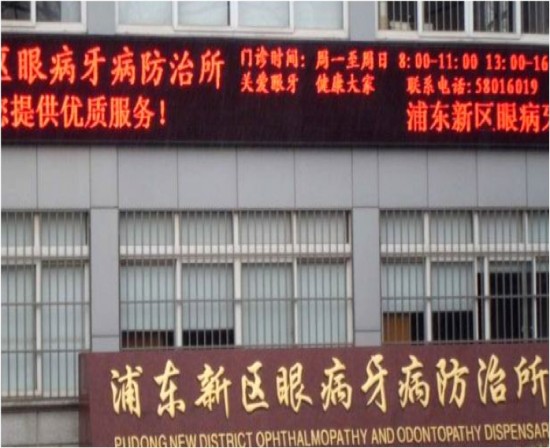 区眼病牙病防治所 门诊时间: 周一至周日 8:00-11:00 13:00-16
关爱眼牙 健康大家 联系电话:58016019
您提供优质服务! 浦东新区眼病牙
浦东新区眼病牙病防治所
PUDONG NEW DISTRICT OPHTHALMOPATHY AND ODONTOPATHY DISPENSAR